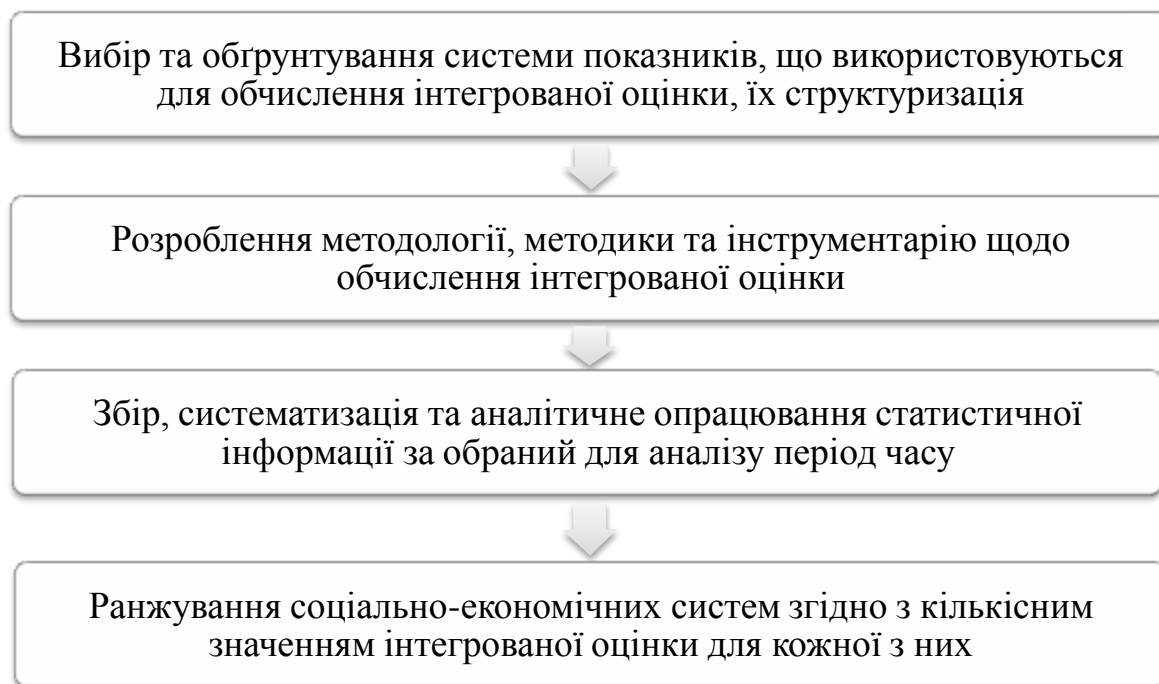 Вибір та обґрунтування системи показників, що використовуються
для обчислення інтегрованої оцінки, їх структуризація
Розроблення методології, методики та інструментарію щодо
обчислення інтегрованої оцінки
Збір, систематизація та аналітичне опрацювання статистичної
інформації за обраний для аналізу період часу
Ранжування соціально-економічних систем згідно з кількісним
значенням інтегрованої оцінки для кожної з них